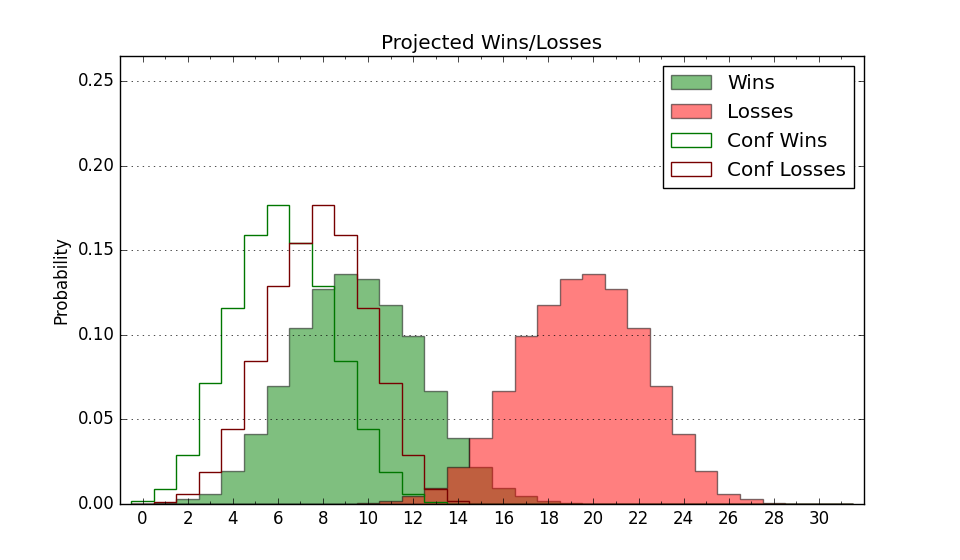 Projected Wins/Losses
Wins
Losses
Conf Wins
Conf Losses
Probability
0.25
0.20
0.15
0.10
0.05
0.00
0 2 4 6 8 10 12 14 16 18 20 22 24 26 28 30